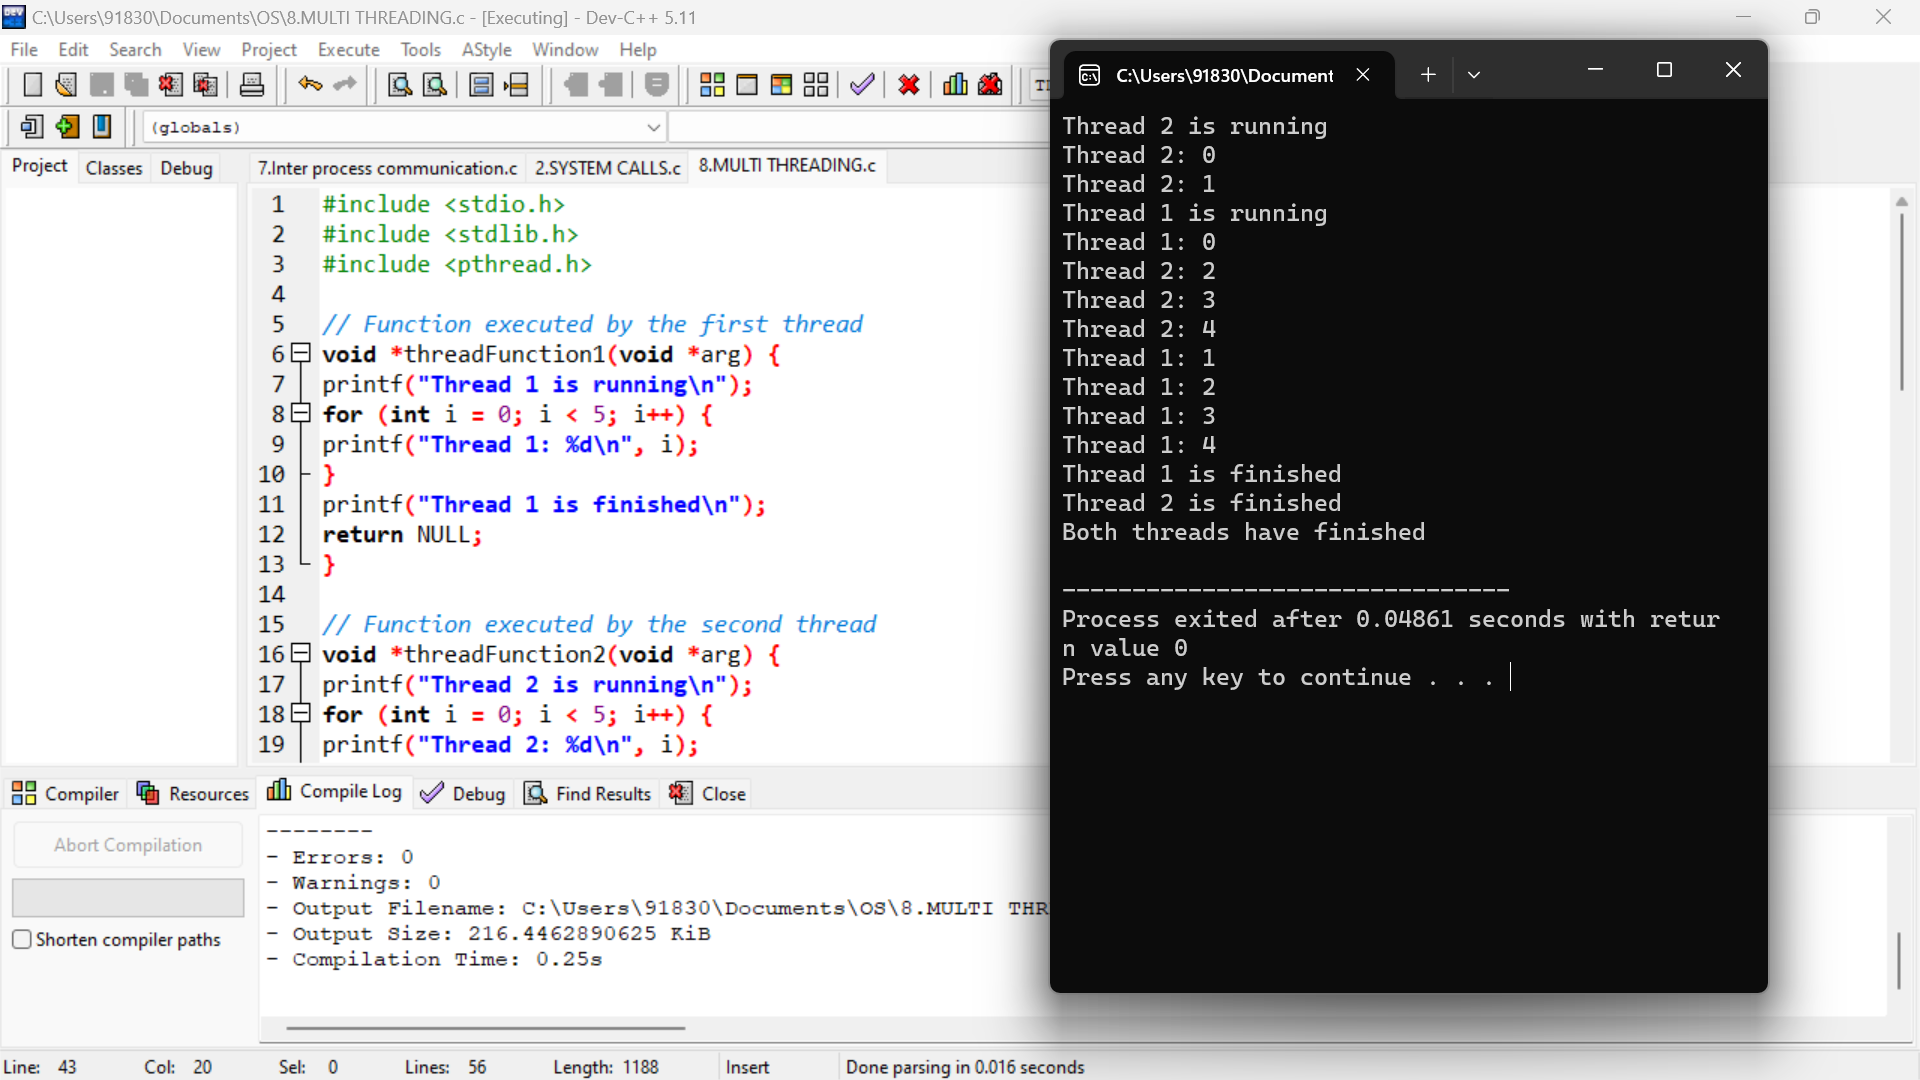 C:\Users\91830\Documents\OS\8.MULTI THREADING.c - [Executing] - Dev-C++ 5.11
File Edit Search View Project Execute Tools AStyle Window Help
(globals)
Project Classes Debug
7.Inter process communication.c 2.SYSTEM CALLS.c 8.MULTI THREADING.c
1 #include <stdio.h>
2 #include <stdlib.h>
3 #include <pthread.h>
4
5 // Function executed by the first thread
6 void *threadFunction1(void *arg) {
7 printf("Thread 1 is running\n");
8 for (int i = 0; i < 5; i++) {
9 printf("Thread 1: %d\n", i);
10 }
11 printf("Thread 1 is finished\n");
12 return NULL;
13 }
14
15 // Function executed by the second thread
16 void *threadFunction2(void *arg) {
17 printf("Thread 2 is running\n");
18 for (int i = 0; i < 5; i++) {
19 printf("Thread 2: %d\n", i);
C:\Users\91830\Document
Thread 2 is running
Thread 2: 0
Thread 2: 1
Thread 1 is running
Thread 1: 0
Thread 2: 2
Thread 2: 3
Thread 2: 4
Thread 1: 1
Thread 1: 2
Thread 1: 3
Thread 1: 4
Thread 1 is finished
Thread 2 is finished
Both threads have finished
--------------------------------
Process exited after 0.04861 seconds with retur
n value 0
Press any key to continue . . .
Compiler Resources Compile Log Debug Find Results Close
Abort Compilation
Shorten compiler paths
--------
- Errors: 0
- Warnings: 0
- Output Filename: C:\Users\91830\Documents\OS\8.MULTI THR
- Output Size: 216.4462890625 KiB
- Compilation Time: 0.25s
Line: 43 Col: 20 Sel: 0 Lines: 56 Length: 1188 Insert Done parsing in 0.016 seconds